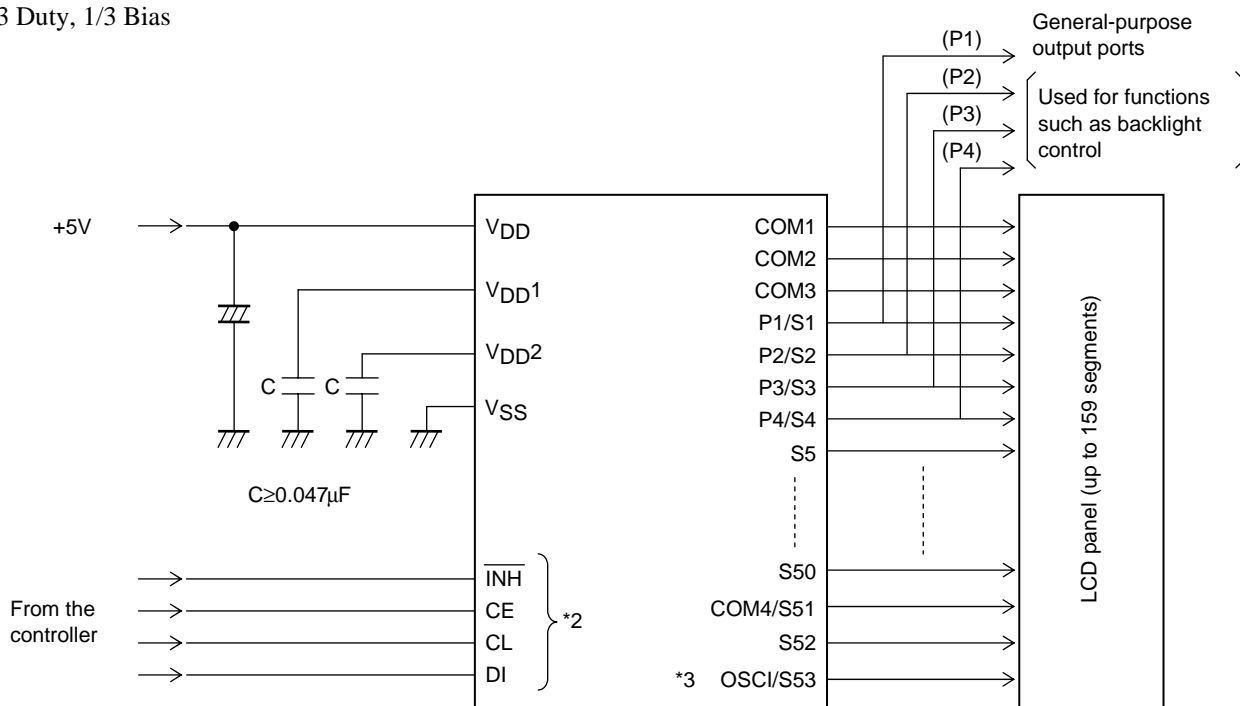 3 Duty, 1/3 Bias
General-purpose
output ports
(P1)
(P2)
(P3)
(P4)
Used for functions
such as backlight
control
+5V
VDD
VDD1
VDD2
VSS
C
C
C≥0.047μF
COM1
COM2
COM3
P1/S1
P2/S2
P3/S3
P4/S4
S5
S50
COM4/S51
S52
*3 OSCI/S53
LCD panel (up to 159 segments)
From the
controller
INH
CE
CL
DI
*2